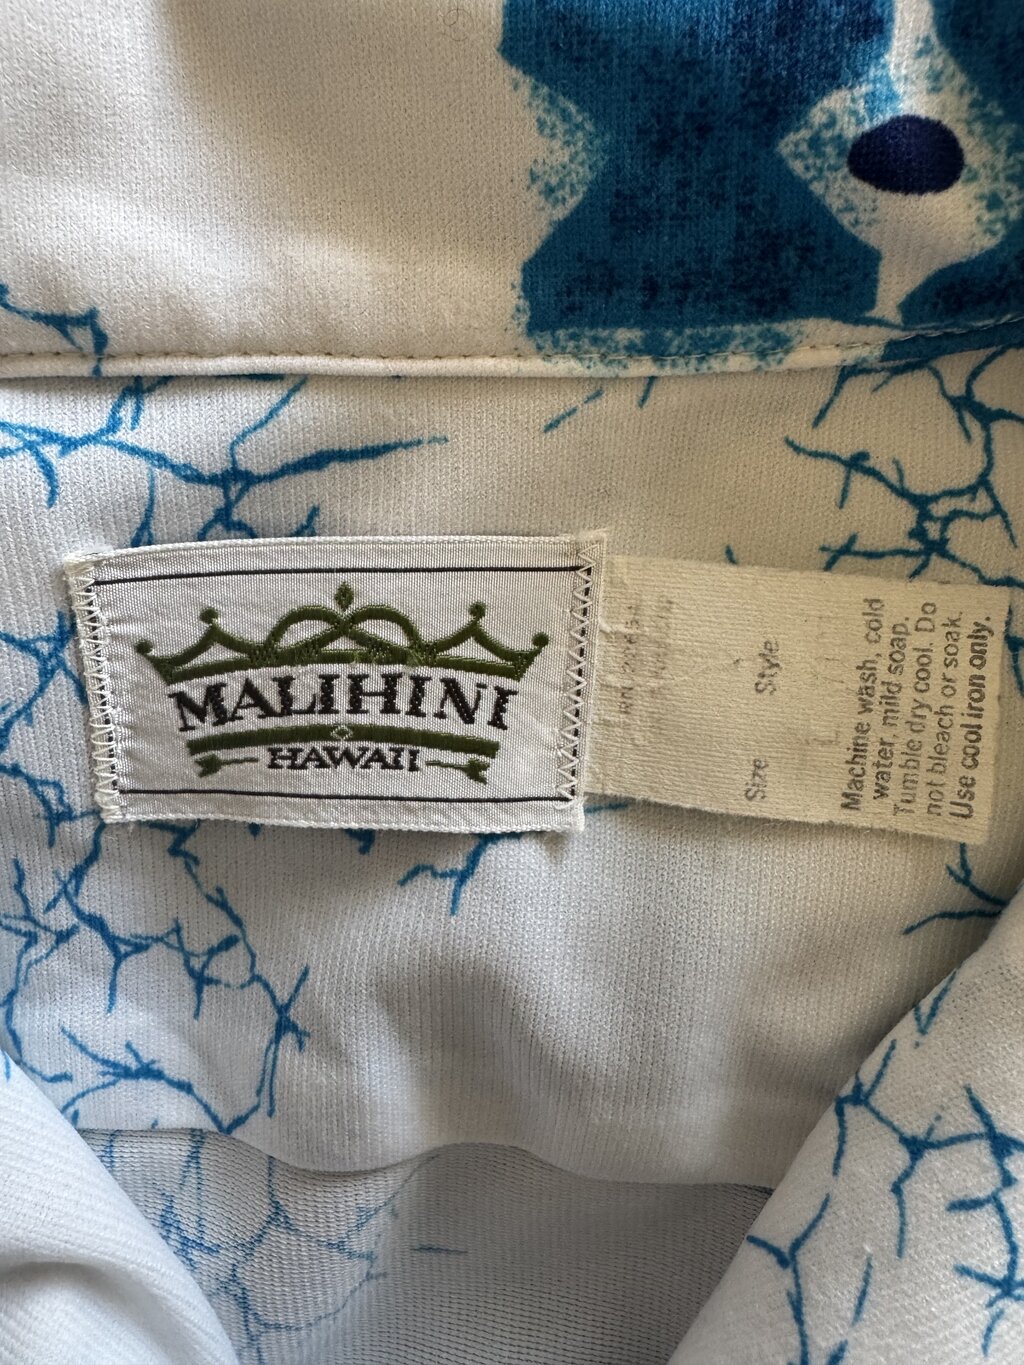 MALIHINI
HAWAII
RN
Size
Style
Machine wash, cold
water, mild soap.
Tumble dry cool. Do
not bleach or soak.
Use cool iron only.